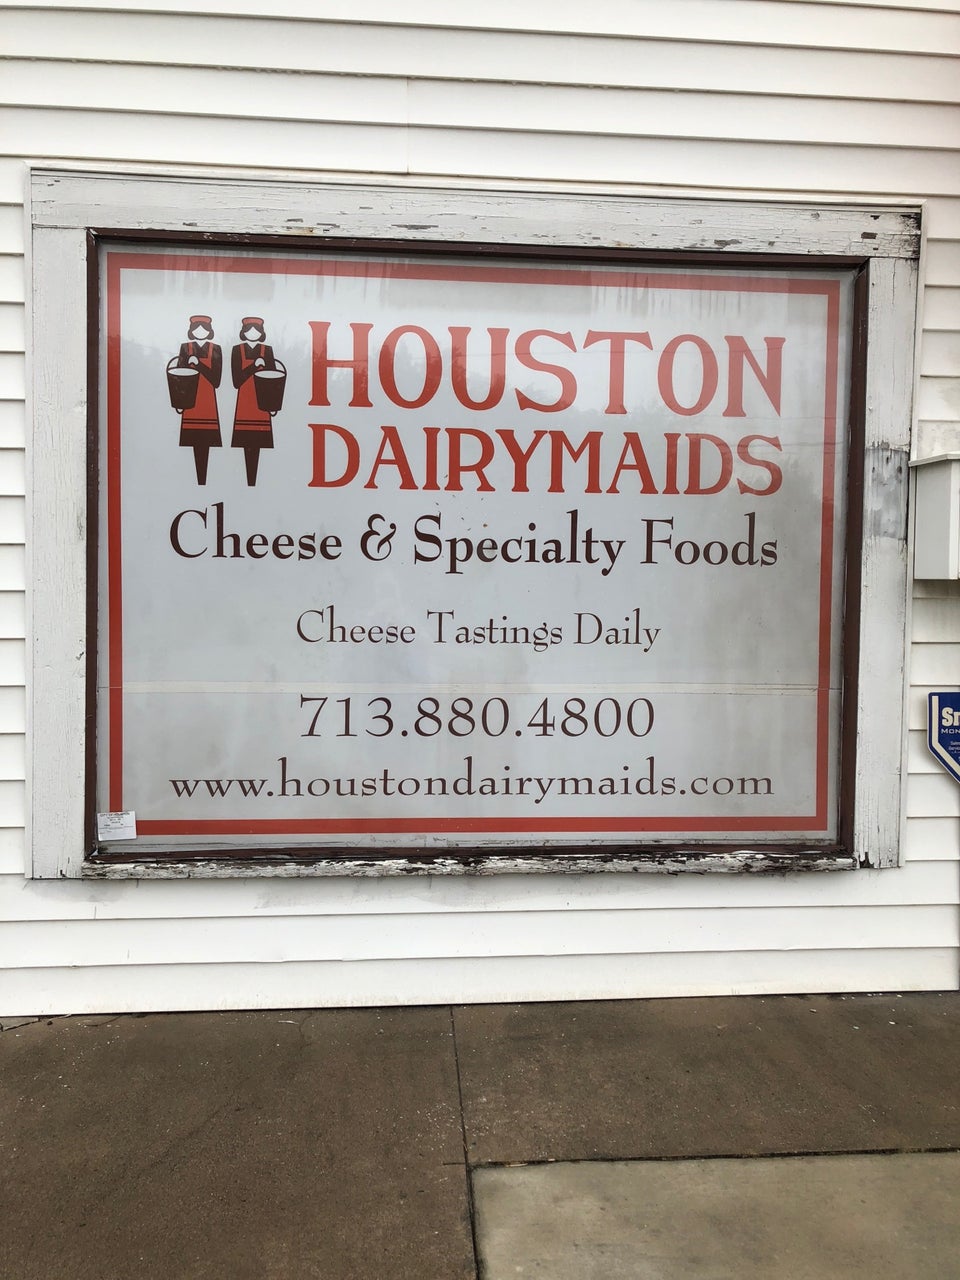 HOUSTON
DAIRYMAIDS
Cheese & Specialty Foods
Cheese Tastings Daily
713.880.4800
www.houstondairymaids.com